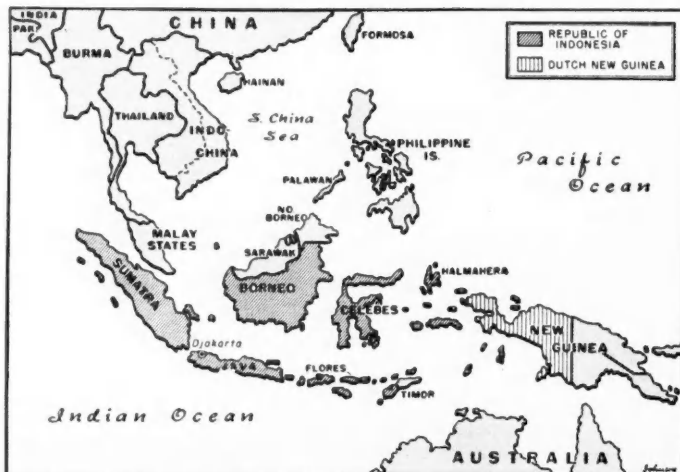 CHINA
INDIA
PAK.
BURMA
FORMOSA
REPUBLIC OF
INDONESIA
DUTCH NEW GUINEA
HAINAN
THAILAND
INDO
CHINA
S. China
Sea
PHILIPPINE
IS.
Pacific
Ocean
PALAWAN
NO.
BORNEO
MALAY
STATES
SARAWAK
SUMATRA
BORNEO
HALMAHERA
CELEBES
NEW
GUINEA
Djakarta
JAVA
FLORES
TIMOR
Indian Ocean
AUSTRALIA